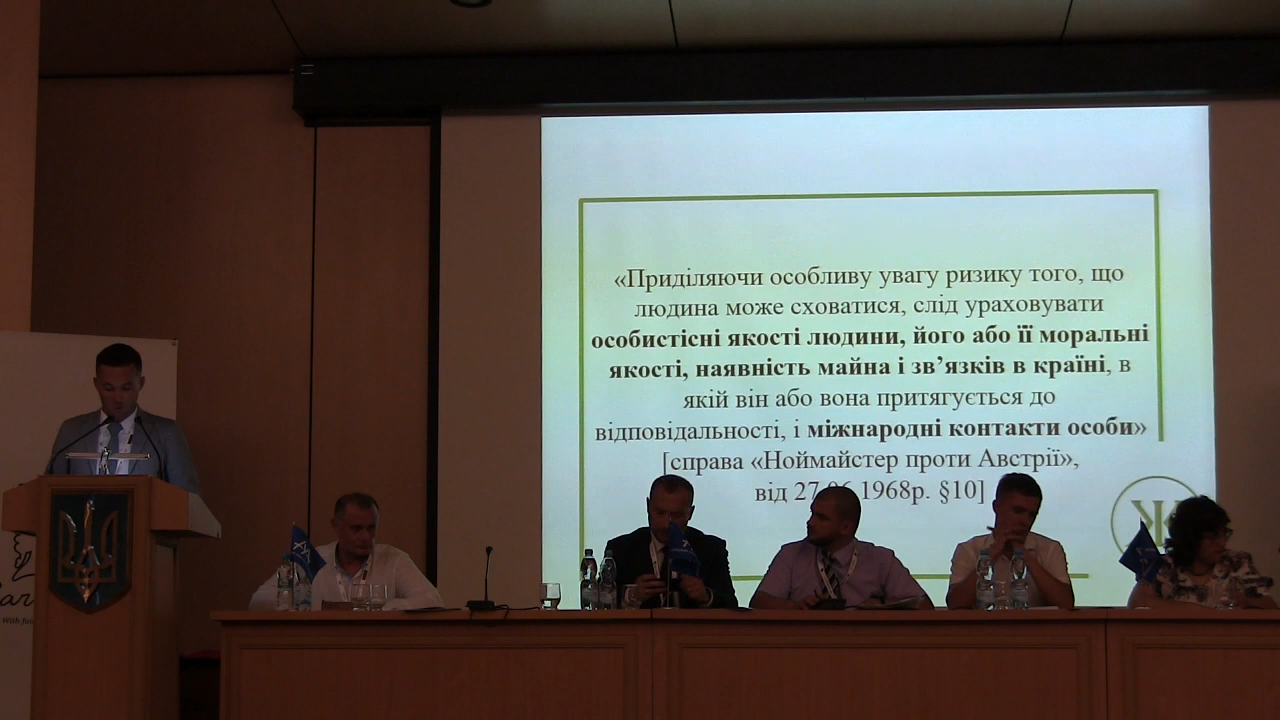 «Приділяючи особливу увагу ризику того, що
людина може сховатися, слід ураховувати
особистісні якості людини, його або її моральні
якості, наявність майна і зв’язків в країні, в
якій він або вона притягується до
відповідальності, і міжнародні контакти особи»
[справа «Ноймайстер проти Австрії»,
від 27.06.1968р. §10]
Ж